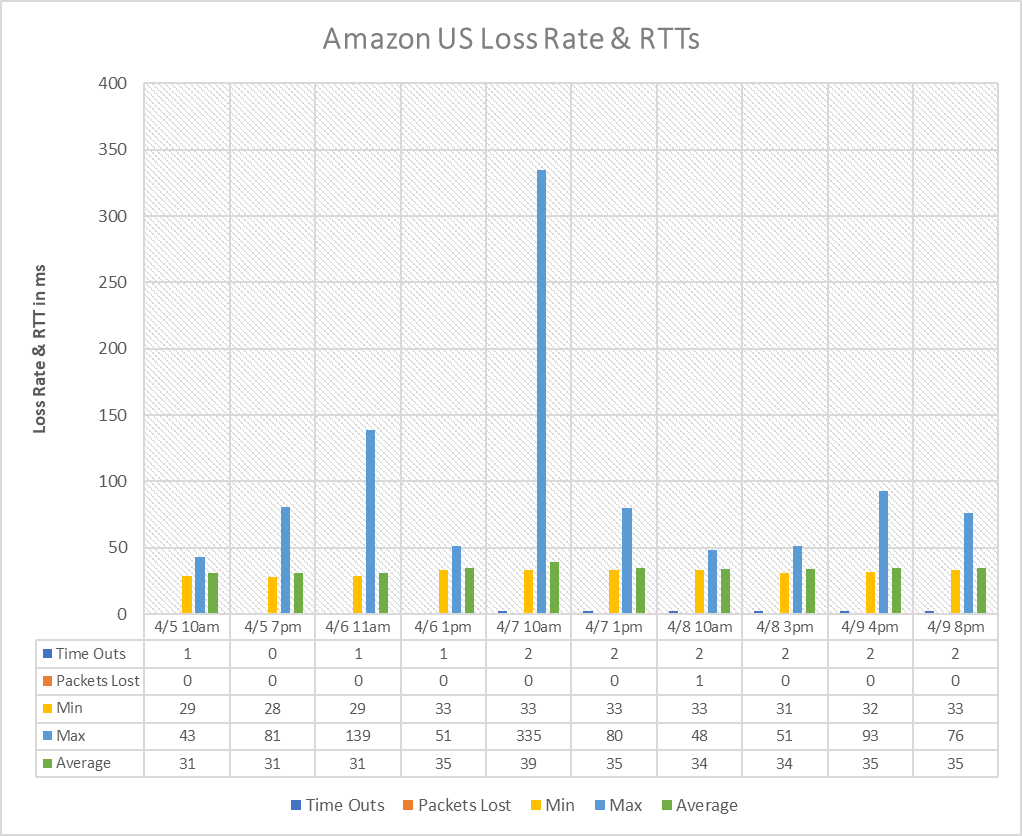 Amazon US Loss Rate & RTTs
400
350
300
250
200
150
100
50
0
Loss Rate & RTT in ms
4/5 10am 4/5 7pm 4/6 11am 4/6 1pm 4/7 10am 4/7 1pm 4/8 10am 4/8 3pm 4/9 4pm 4/9 8pm
Time Outs 1 0 1 1 2 2 2 2 2 2
Packets Lost 0 0 0 0 0 0 1 0 0 0
Min 29 28 29 33 33 33 33 31 32 33
Max 43 81 139 51 335 80 48 51 93 76
Average 31 31 31 35 39 35 34 34 35 35
Time Outs Packets Lost Min Max Average